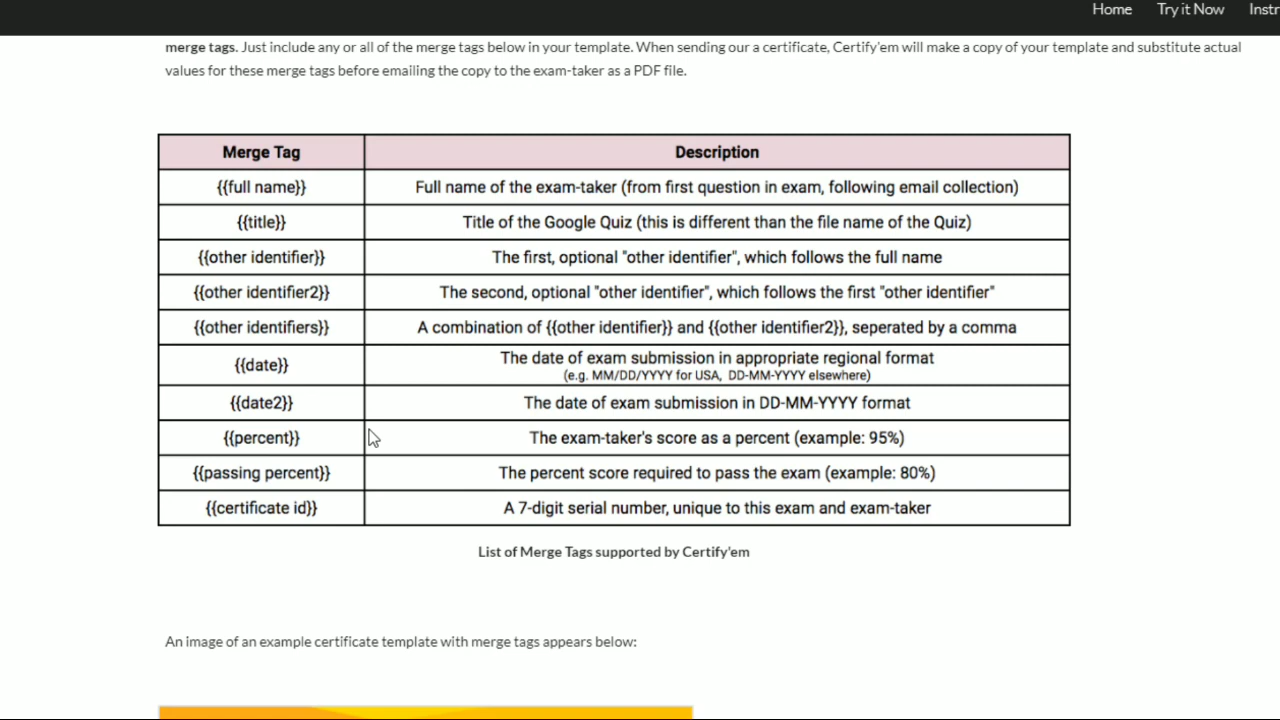 Home Try it Now Instr
merge tags. Just include any or all of the merge tags below in your template. When sending our a certificate, Certify'em will make a copy of your template and substitute actual
values for these merge tags before emailing the copy to the exam-taker as a PDF file.
Merge Tag Description
{{full name}} Full name of the exam-taker (from first question in exam, following email collection)
{{title}} Title of the Google Quiz (this is different than the file name of the Quiz)
{{other identifier}} The first, optional "other identifier", which follows the full name
{{other identifier2}} The second, optional "other identifier", which follows the first "other identifier"
{{other identifiers}} A combination of {{other identifier}} and {{other identifier2}}, seperated by a comma
{{date}} The date of exam submission in appropriate regional format
(e.g. MM/DD/YYYY for USA, DD-MM-YYYY elsewhere)
{{date2}} The date of exam submission in DD-MM-YYYY format
{{percent}} The exam-taker's score as a percent (example: 95%)
{{passing percent}} The percent score required to pass the exam (example: 80%)
{{certificate id}} A 7-digit serial number, unique to this exam and exam-taker
List of Merge Tags supported by Certify'em
An image of an example certificate template with merge tags appears below: